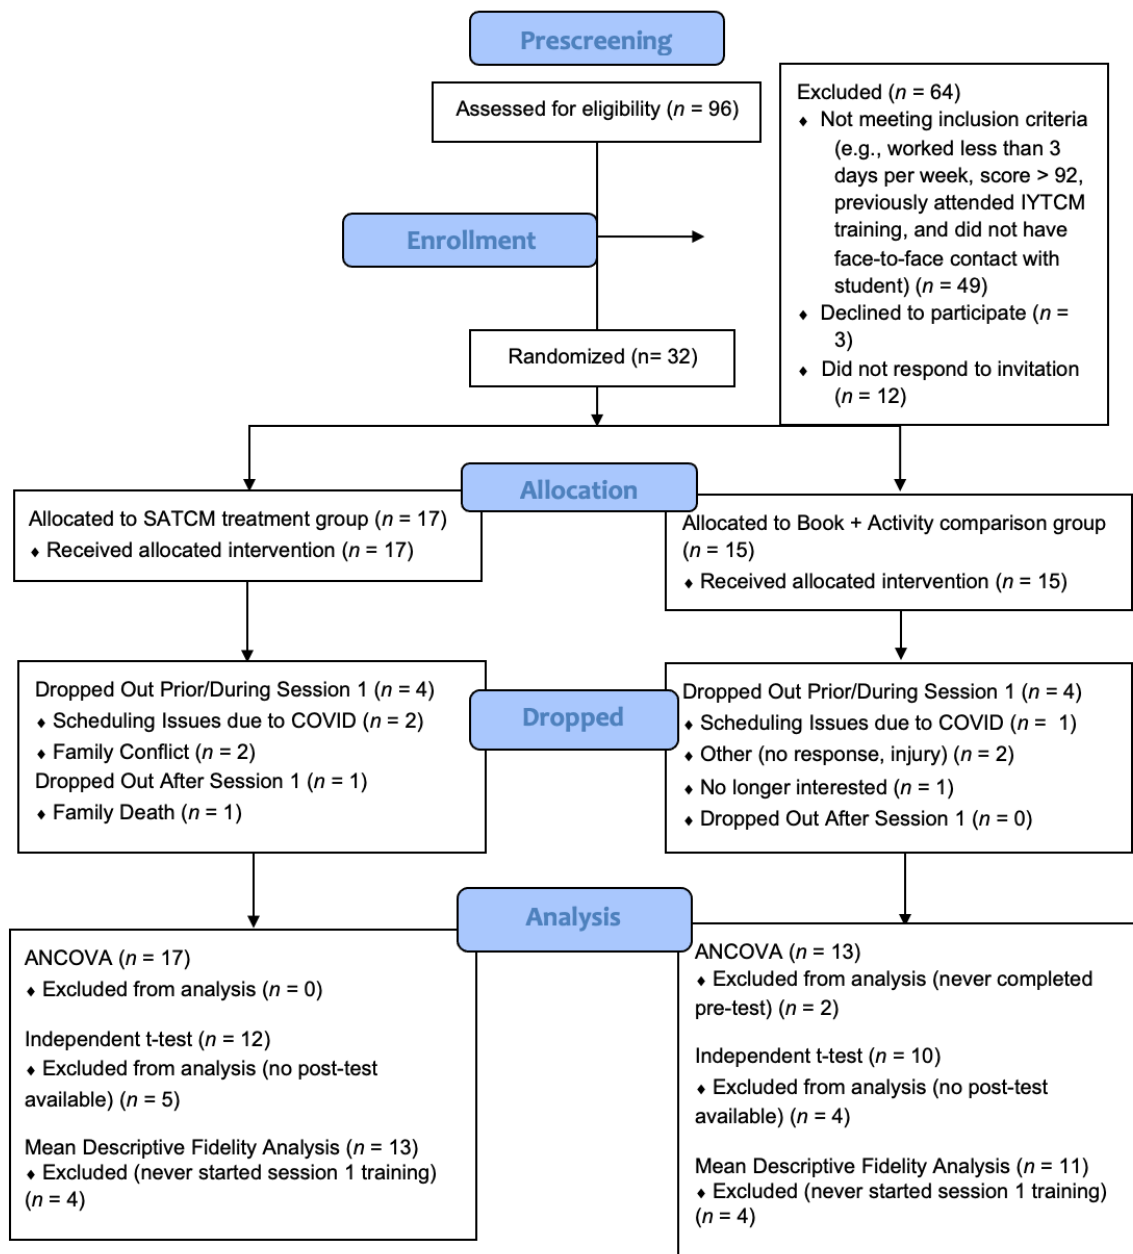 Prescreening
Assessed for eligibility (n = 96)
Excluded (n = 64)
♦ Not meeting inclusion criteria
(e.g., worked less than 3
days per week, score > 92,
previously attended IYTCM
training, and did not have
face-to-face contact with
student) (n = 49)
♦ Declined to participate (n =
3)
♦ Did not respond to invitation
(n = 12)
Enrollment
Randomized (n= 32)
Allocation
Allocated to SATCM treatment group (n = 17)
♦ Received allocated intervention (n = 17)
Allocated to Book + Activity comparison group
(n = 15)
♦ Received allocated intervention (n = 15)
Dropped
Dropped Out Prior/During Session 1 (n = 4)
♦ Scheduling Issues due to COVID (n = 2)
♦ Family Conflict (n = 2)
Dropped Out After Session 1 (n = 1)
♦ Family Death (n = 1)
Dropped Out Prior/During Session 1 (n = 4)
♦ Scheduling Issues due to COVID (n =  1)
♦ Other (no response, injury) (n = 2)
♦ No longer interested (n = 1)
♦ Dropped Out After Session 1 (n = 0)
Analysis
ANCOVA (n = 17)
♦ Excluded from analysis (n = 0)
Independent t-test (n = 12)
♦ Excluded from analysis (no post-test
available) (n = 5)
Mean Descriptive Fidelity Analysis (n = 13)
♦ Excluded (never started session 1 training)
(n = 4)
ANCOVA (n = 13)
♦ Excluded from analysis (never completed
pre-test) (n = 2)
Independent t-test (n = 10)
♦ Excluded from analysis (no post-test
available) (n = 4)
Mean Descriptive Fidelity Analysis (n = 11)
♦ Excluded (never started session 1 training)
(n = 4)